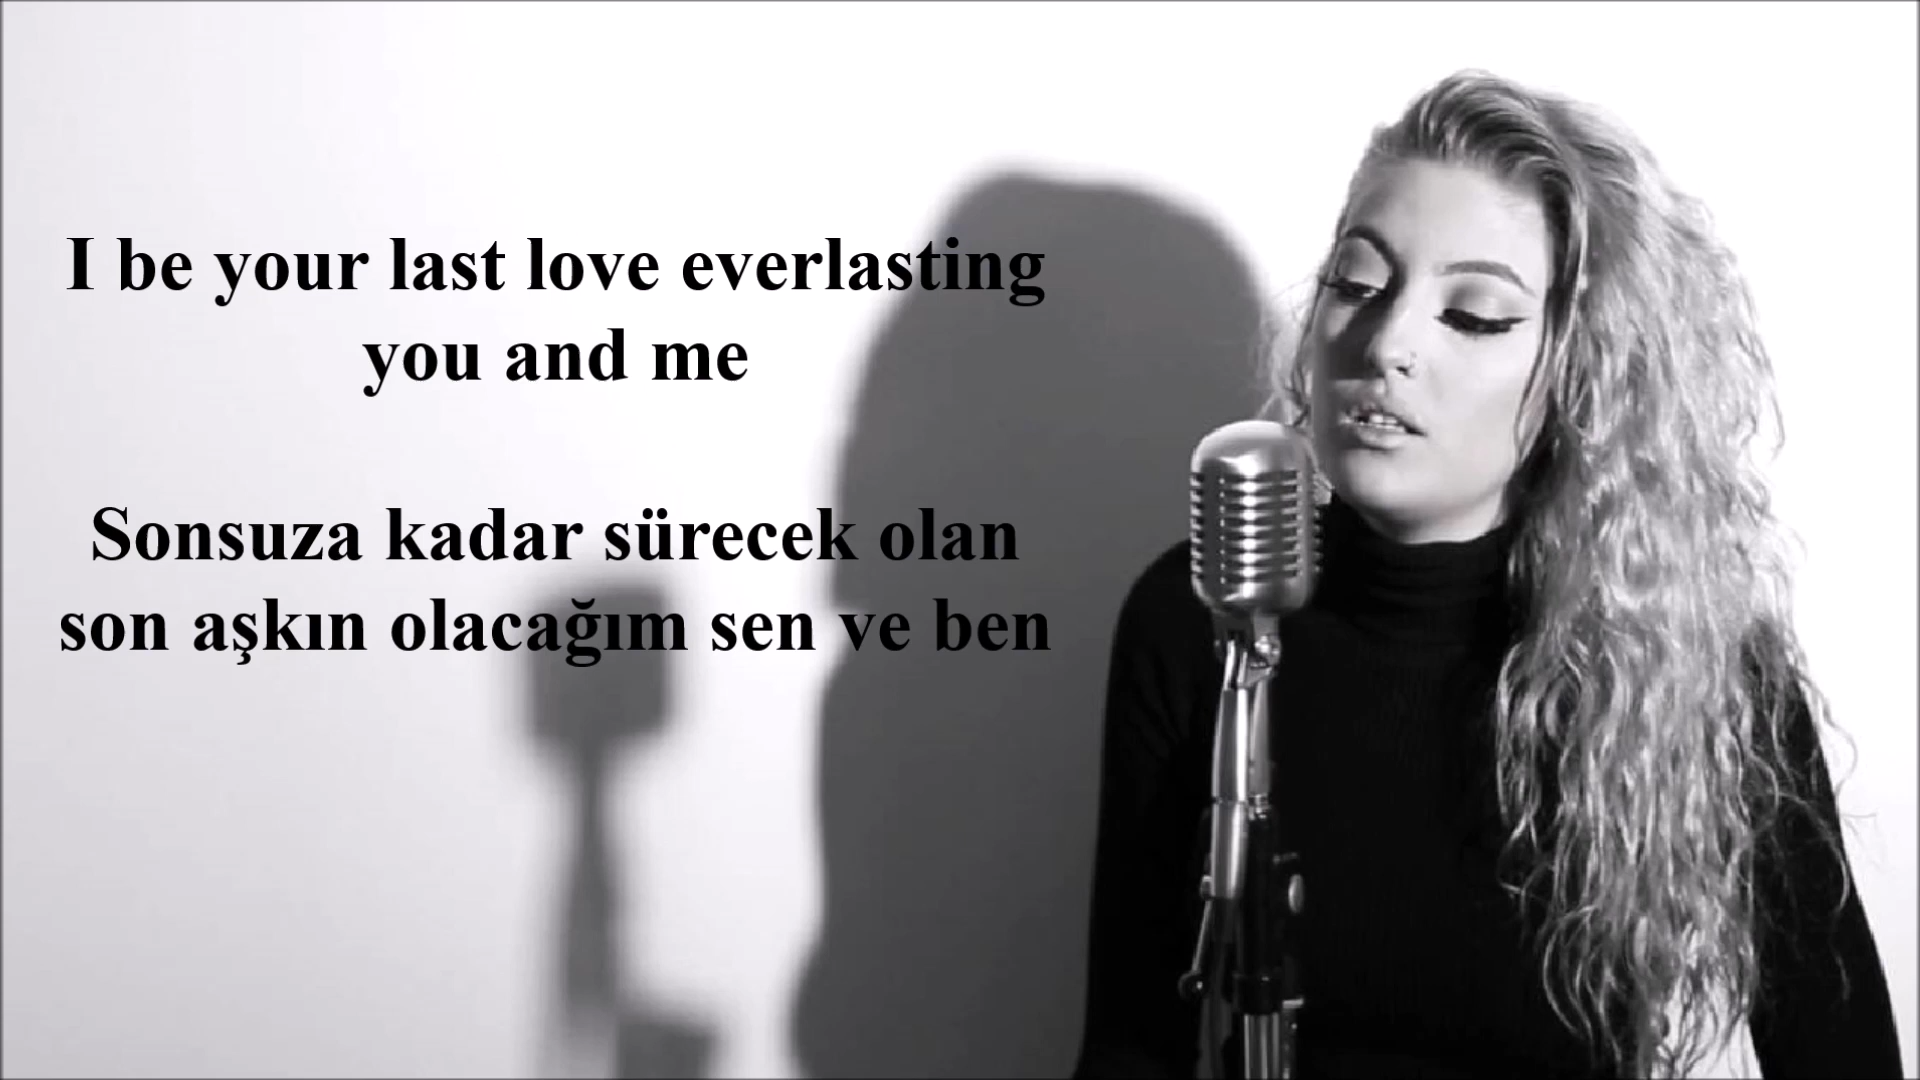 I be your last love everlasting
you and me
Sonsuza kadar sürecek olan
son aşkın olacağım sen ve ben